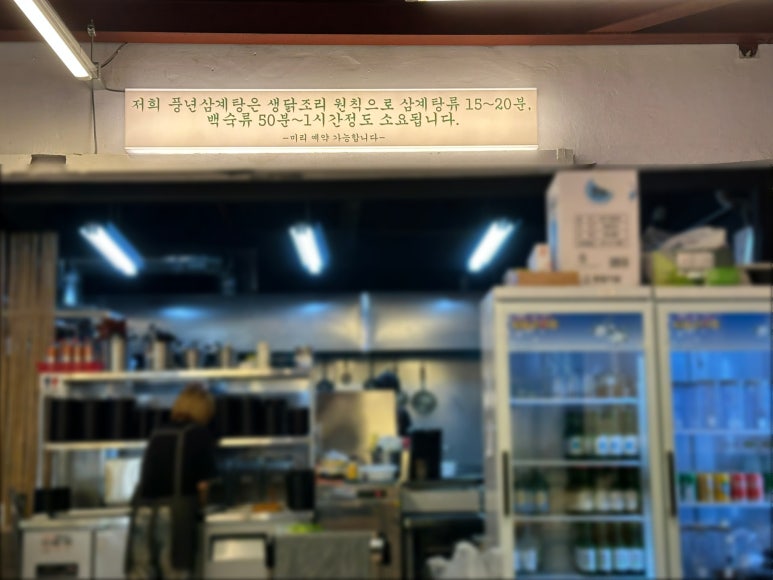 저희 풍년삼계탕은 생닭조리 원칙으로 삼계탕류 15~20분,
백숙류 50분~1시간정도 소요됩니다.
-미리 예약 가능합니다-